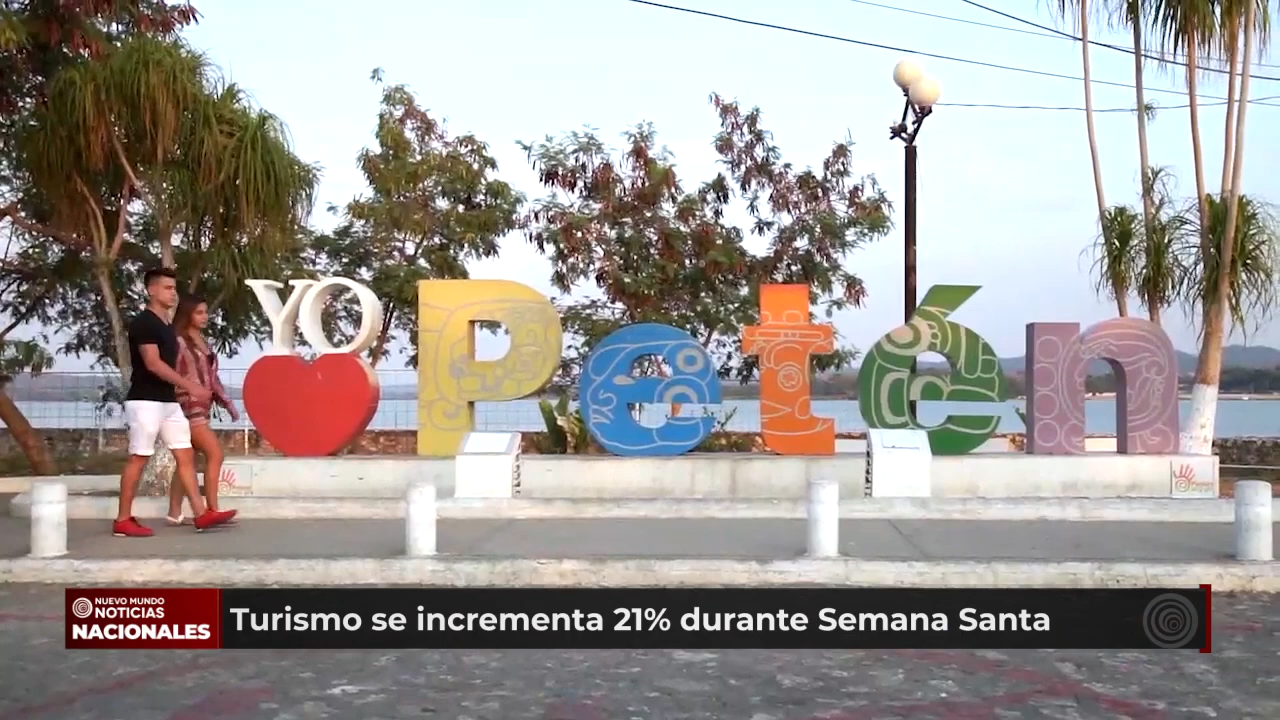 YO
Petén
NUEVO MUNDO
NOTICIAS
NACIONALES
Turismo se incrementa 21% durante Semana Santa